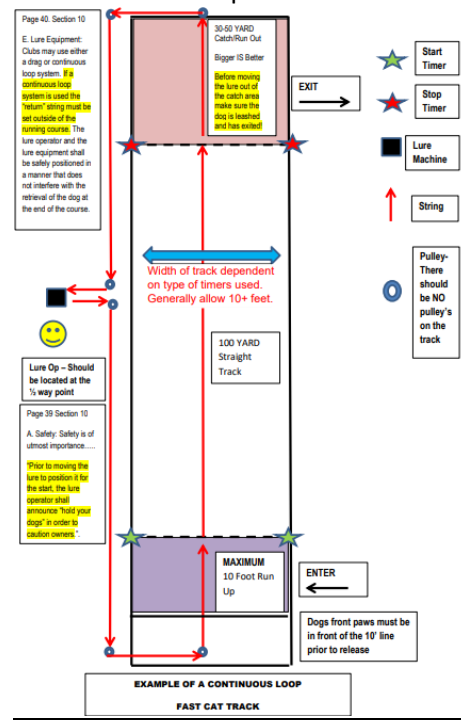 Page 40. Section 10
E. Lure Equipment:
Clubs may use either
a drag or continuous
loop system. If a
continuous loop
system is used the
“return” string must be
set outside of the
running course. The
lure operator and the
lure equipment shall
be safely positioned in
a manner that does
not interfere with the
retrieval of the dog at
the end of the course.
30-50 YARD
Catch/Run Out
Bigger IS Better
Before moving
the lure out of
the catch area
make sure the
dog is leashed
and has exited!
EXIT
Start
Timer
Stop
Timer
Lure
Machine
String
Pulley-
There
should
be NO
pulley’s
on the
track
Width of track dependent
on type of timers used.
Generally allow 10+ feet.
100 YARD
Straight
Track
Lure Op – Should
be located at the
½ way point
Page 39 Section 10
A. Safety: Safety is of
utmost importance…..
“Prior to moving the
lure to position it for
the start, the lure
operator shall
announce “hold your
dogs” in order to
caution owners.”.
MAXIMUM
10 Foot Run
Up
ENTER
Dogs front paws must be
in front of the 10’ line
prior to release
EXAMPLE OF A CONTINUOUS LOOP
FAST CAT TRACK